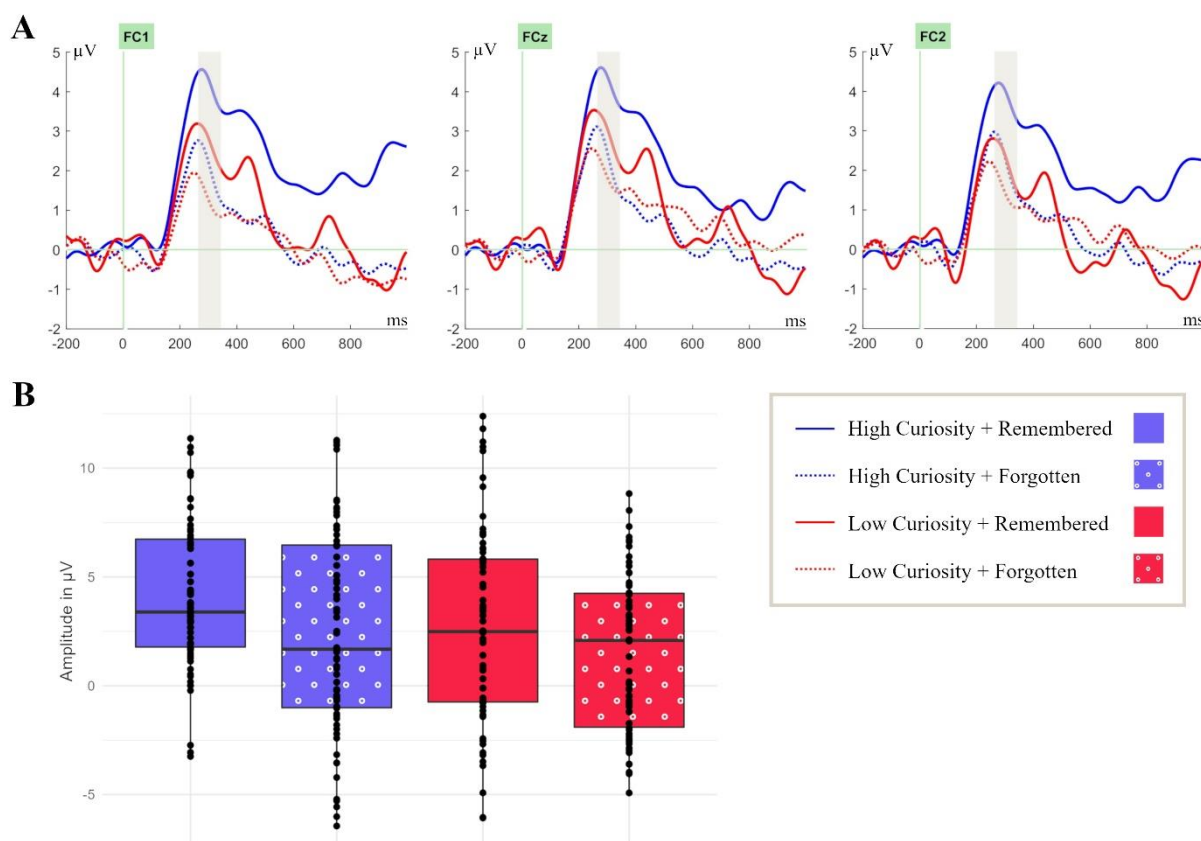 A
FC1
FCz
FC2
µV
µV
µV
5
4
3
2
1
0
-1
-2
5
4
3
2
1
0
-1
-2
5
4
3
2
1
0
-1
-2
ms
ms
ms
-200 0 200 400 600 800
-200 0 200 400 600 800
-200 0 200 400 600 800
B
Amplitude in µV
10
5
0
-5
High Curiosity + Remembered
High Curiosity + Forgotten
Low Curiosity + Remembered
Low Curiosity + Forgotten